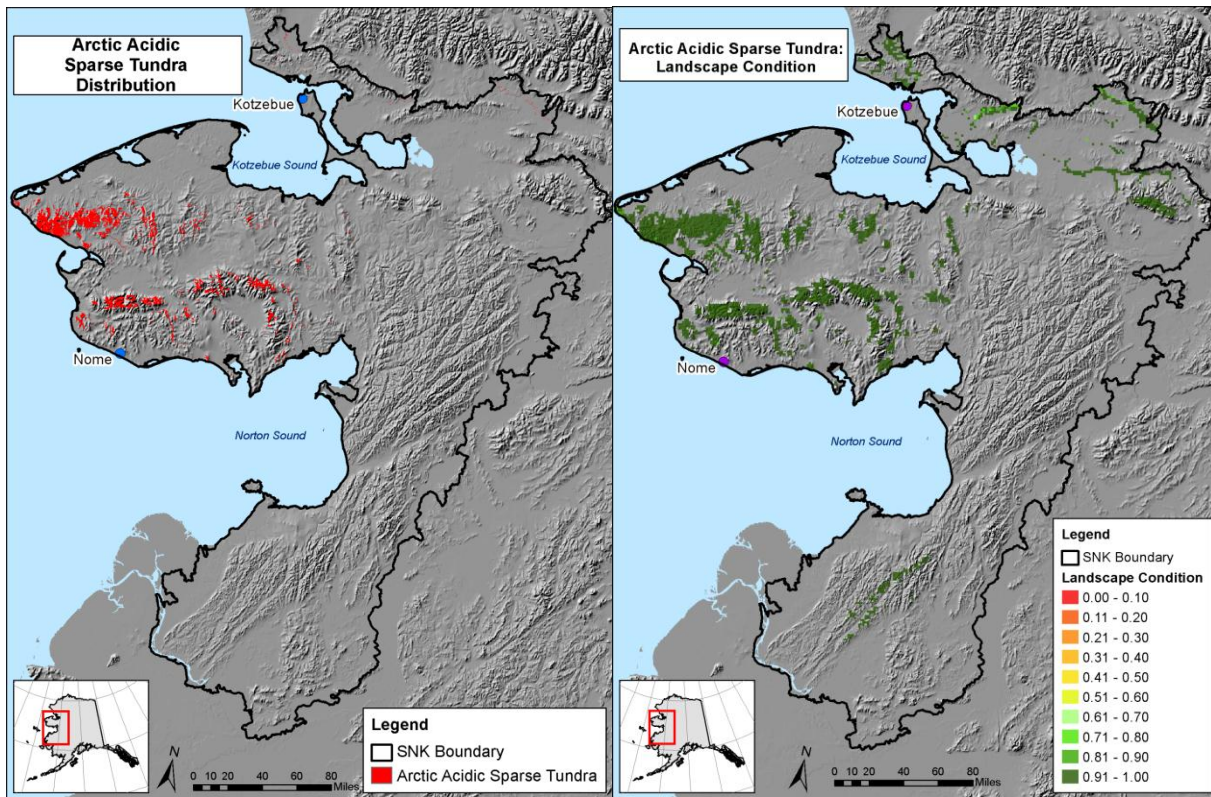 Arctic Acidic
Sparse Tundra
Distribution
Kotzebue
Kotzebue Sound
Nome
Norton Sound
N
0 10 20 40 60 80
Miles
Legend
SNK Boundary
Arctic Acidic Sparse Tundra
Arctic Acidic Sparse Tundra:
Landscape Condition
Kotzebue
Kotzebue Sound
Nome
Norton Sound
N
0 10 20 40 60 80
Miles
Legend
SNK Boundary
Landscape Condition
0.00 - 0.10
0.11 - 0.20
0.21 - 0.30
0.31 - 0.40
0.41 - 0.50
0.51 - 0.60
0.61 - 0.70
0.71 - 0.80
0.81 - 0.90
0.91 - 1.00